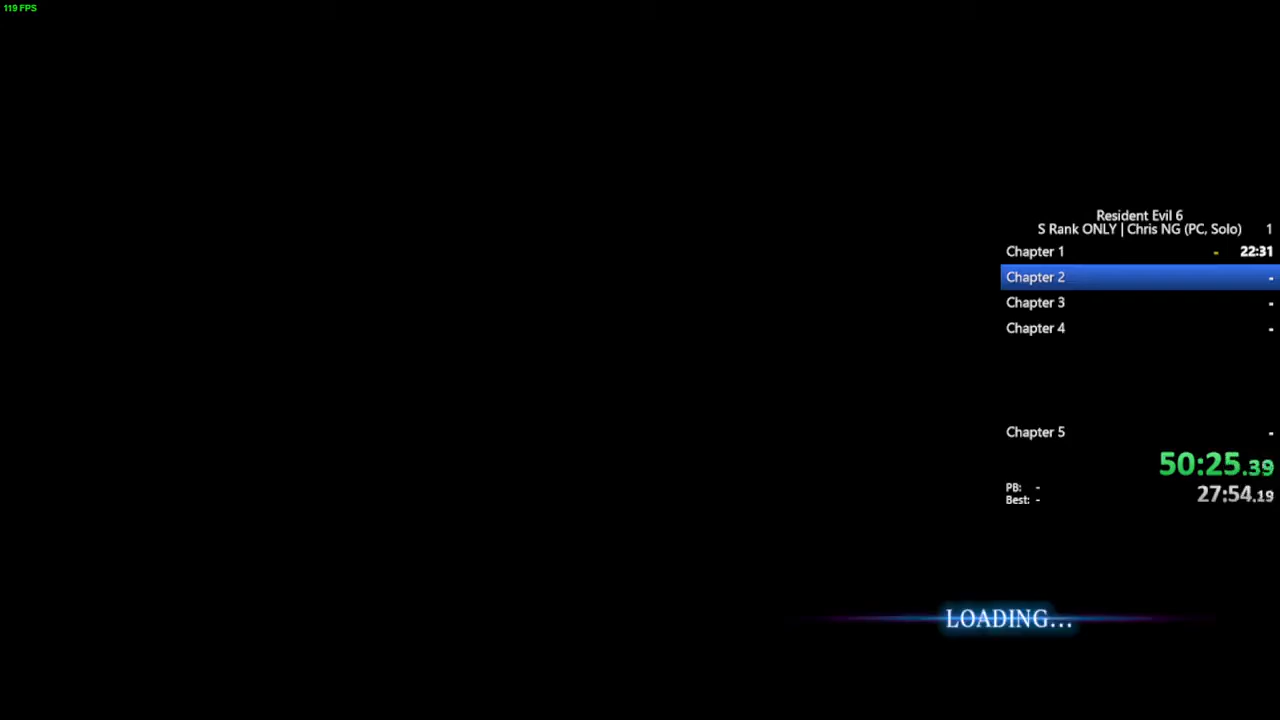 119 FPS
Resident Evil 6
S Rank ONLY | Chris NG (PC, Solo) 1
Chapter 1 - 22:31
Chapter 2 -
Chapter 3 -
Chapter 4 -
Chapter 5 -
50:25.39
PB: -
27:54.19
Best: -
LOADING...